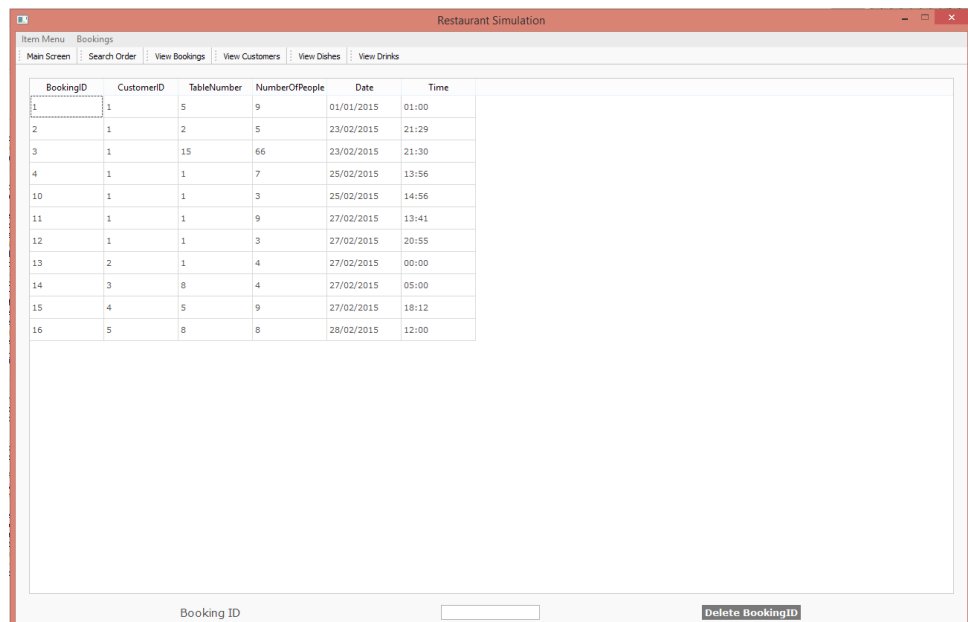 Restaurant Simulation
Item Menu Bookings
Main Screen Search Order View Bookings View Customers View Dishes View Drinks
BookingID CustomerID TableNumber NumberOfPeople Date Time
1 1 5 9 01/01/2015 01:00
2 1 2 5 23/02/2015 21:29
3 1 15 66 23/02/2015 21:30
4 1 1 7 25/02/2015 13:56
10 1 1 3 25/02/2015 14:56
11 1 1 9 27/02/2015 13:41
12 1 1 3 27/02/2015 20:55
13 2 1 4 27/02/2015 00:00
14 3 8 4 27/02/2015 05:00
15 4 5 9 27/02/2015 18:12
16 5 8 8 28/02/2015 12:00
Booking ID Delete BookingID